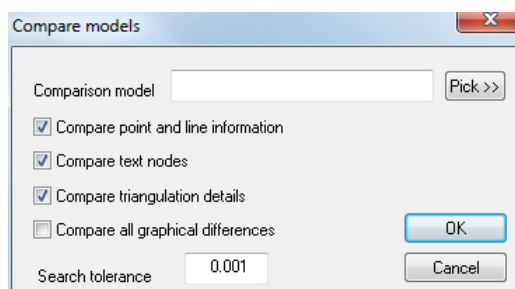 Compare models
Comparison model Pick >>
Compare point and line information
Compare text nodes
Compare triangulation details
Compare all graphical differences OK
Search tolerance 0.001 Cancel